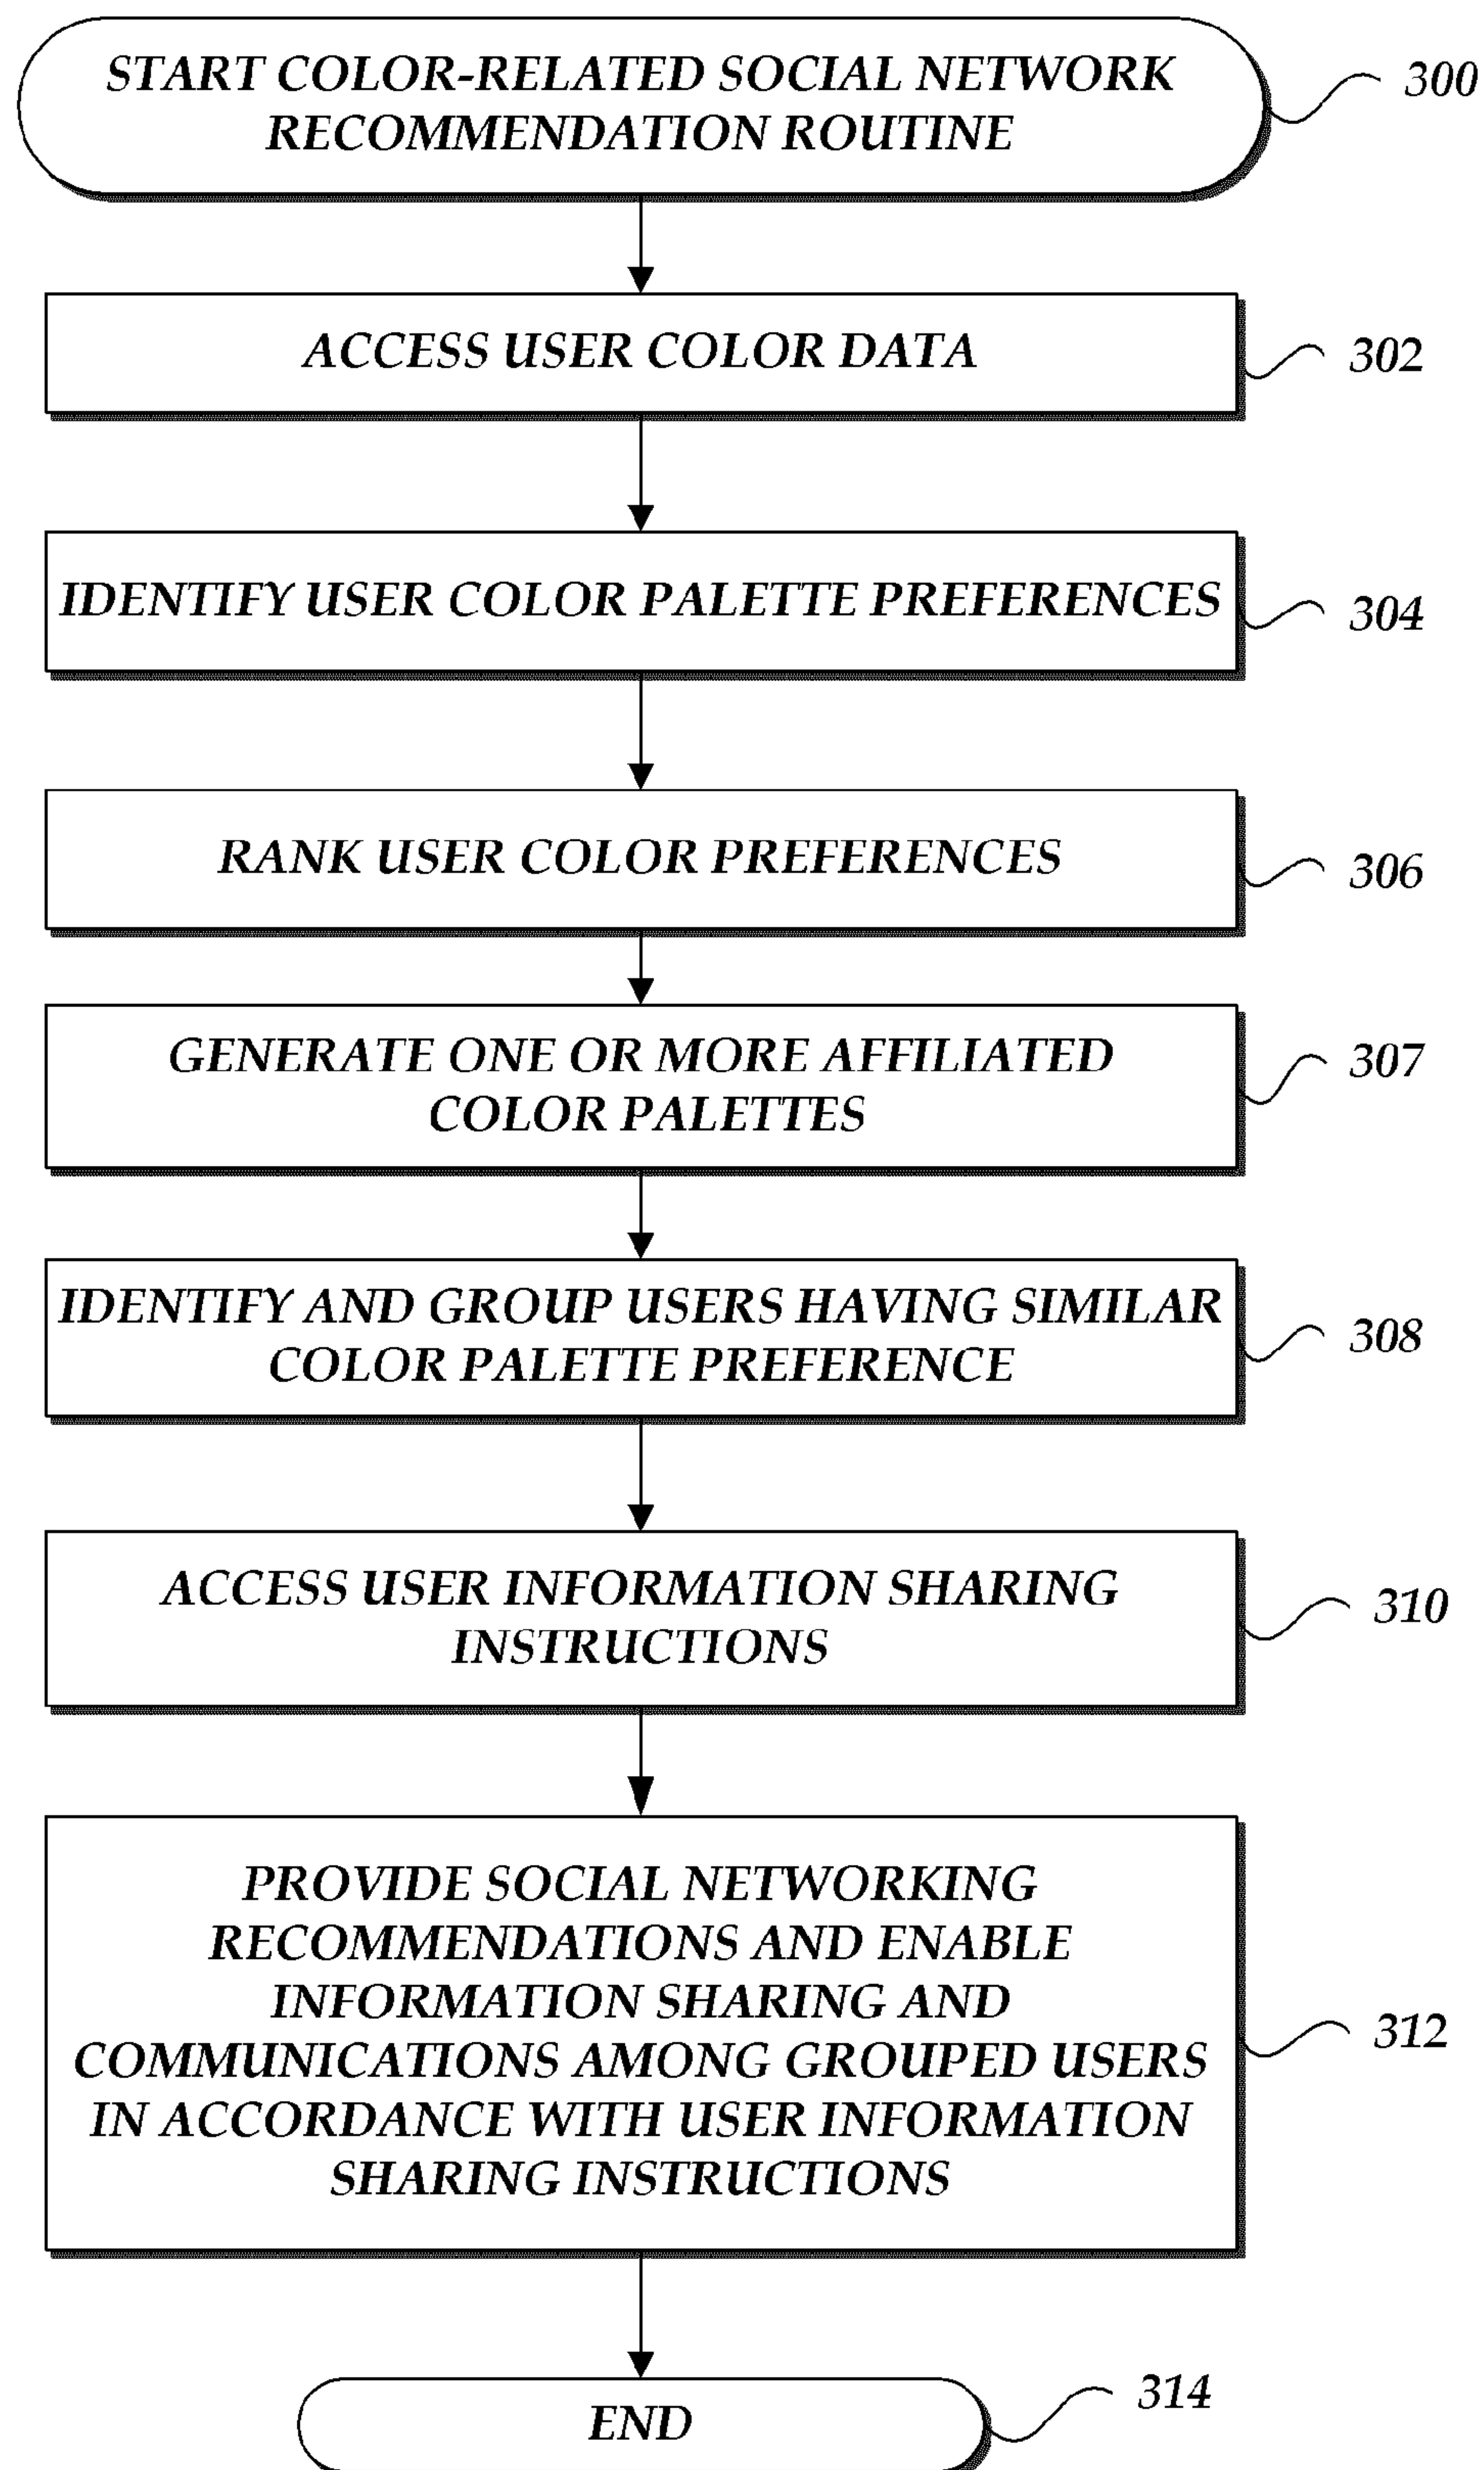 START COLOR-RELATED SOCIAL NETWORK
RECOMMENDATION ROUTINE
300
ACCESS USER COLOR DATA
302
IDENTIFY USER COLOR PALETTE PREFERENCES
304
RANK USER COLOR PREFERENCES
306
GENERATE ONE OR MORE AFFILIATED
COLOR PALETTES
307
IDENTIFY AND GROUP USERS HAVING SIMILAR
COLOR PALETTE PREFERENCE
308
ACCESS USER INFORMATION SHARING
INSTRUCTIONS
310
PROVIDE SOCIAL NETWORKING
RECOMMENDATIONS AND ENABLE
INFORMATION SHARING AND
COMMUNICATIONS AMONG GROUPED USERS
IN ACCORDANCE WITH USER INFORMATION
SHARING INSTRUCTIONS
312
END
314